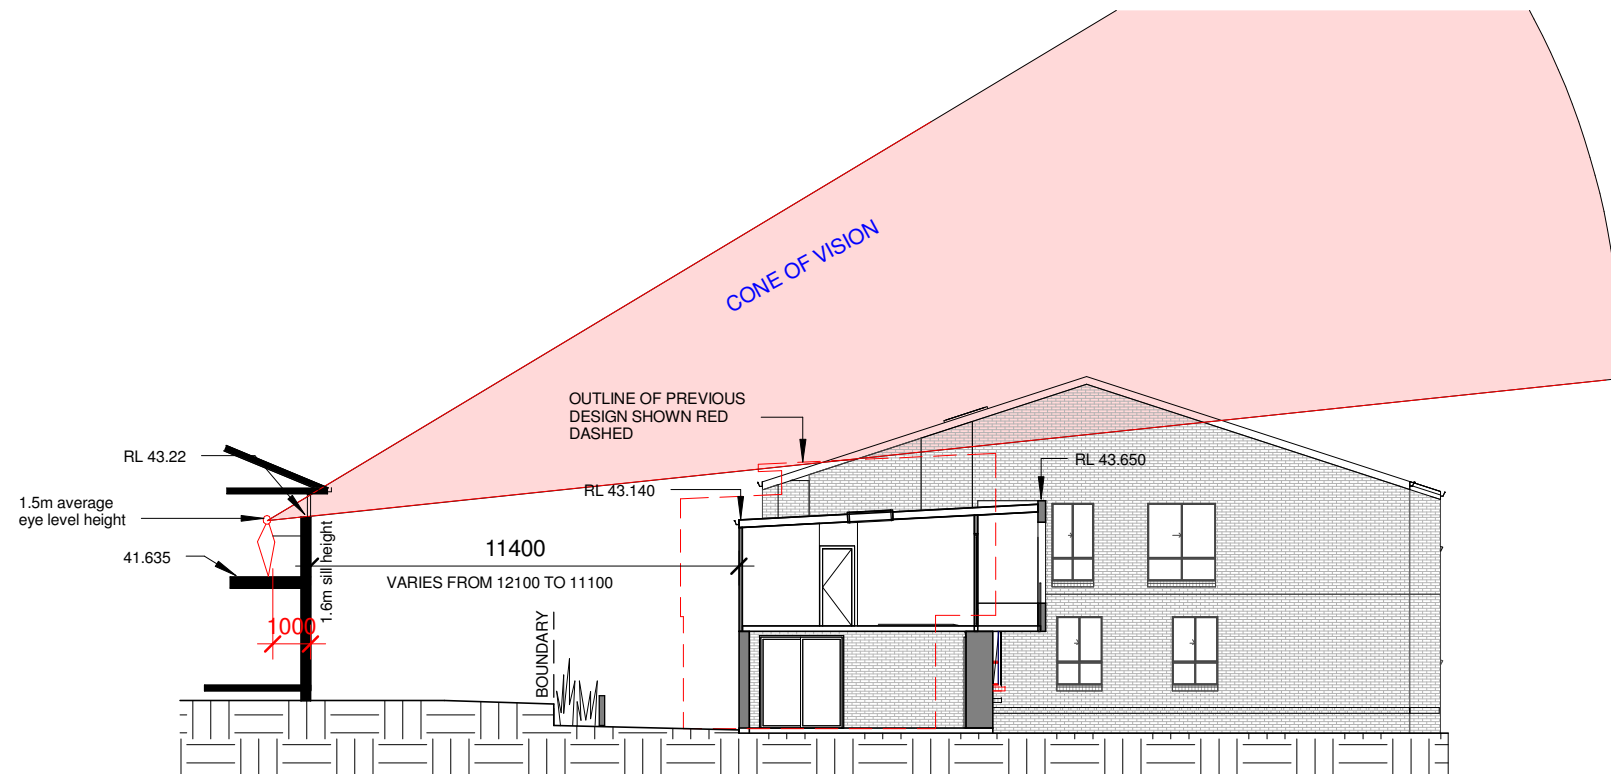 CONE OF VISION
OUTLINE OF PREVIOUS
DESIGN SHOWN RED
DASHED
RL 43.22
RL 43.650
RL 43.140
1.5m average
eye level height
11400
41.635
VARIES FROM 12100 TO 11100
1.6m sill height
1000
BOUNDARY